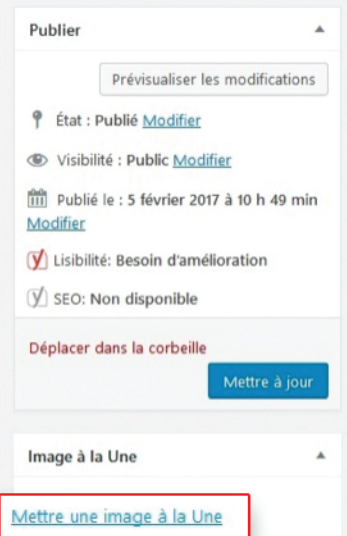 Publier
Prévisualiser les modifications
État : Publié Modifier
Visibilité : Public Modifier
Publié le : 5 février 2017 à 10 h 49 min
Modifier
Lisibilité: Besoin d'amélioration
SEO: Non disponible
Déplacer dans la corbeille
Mettre à jour
Image à la Une
Mettre une image à la Une